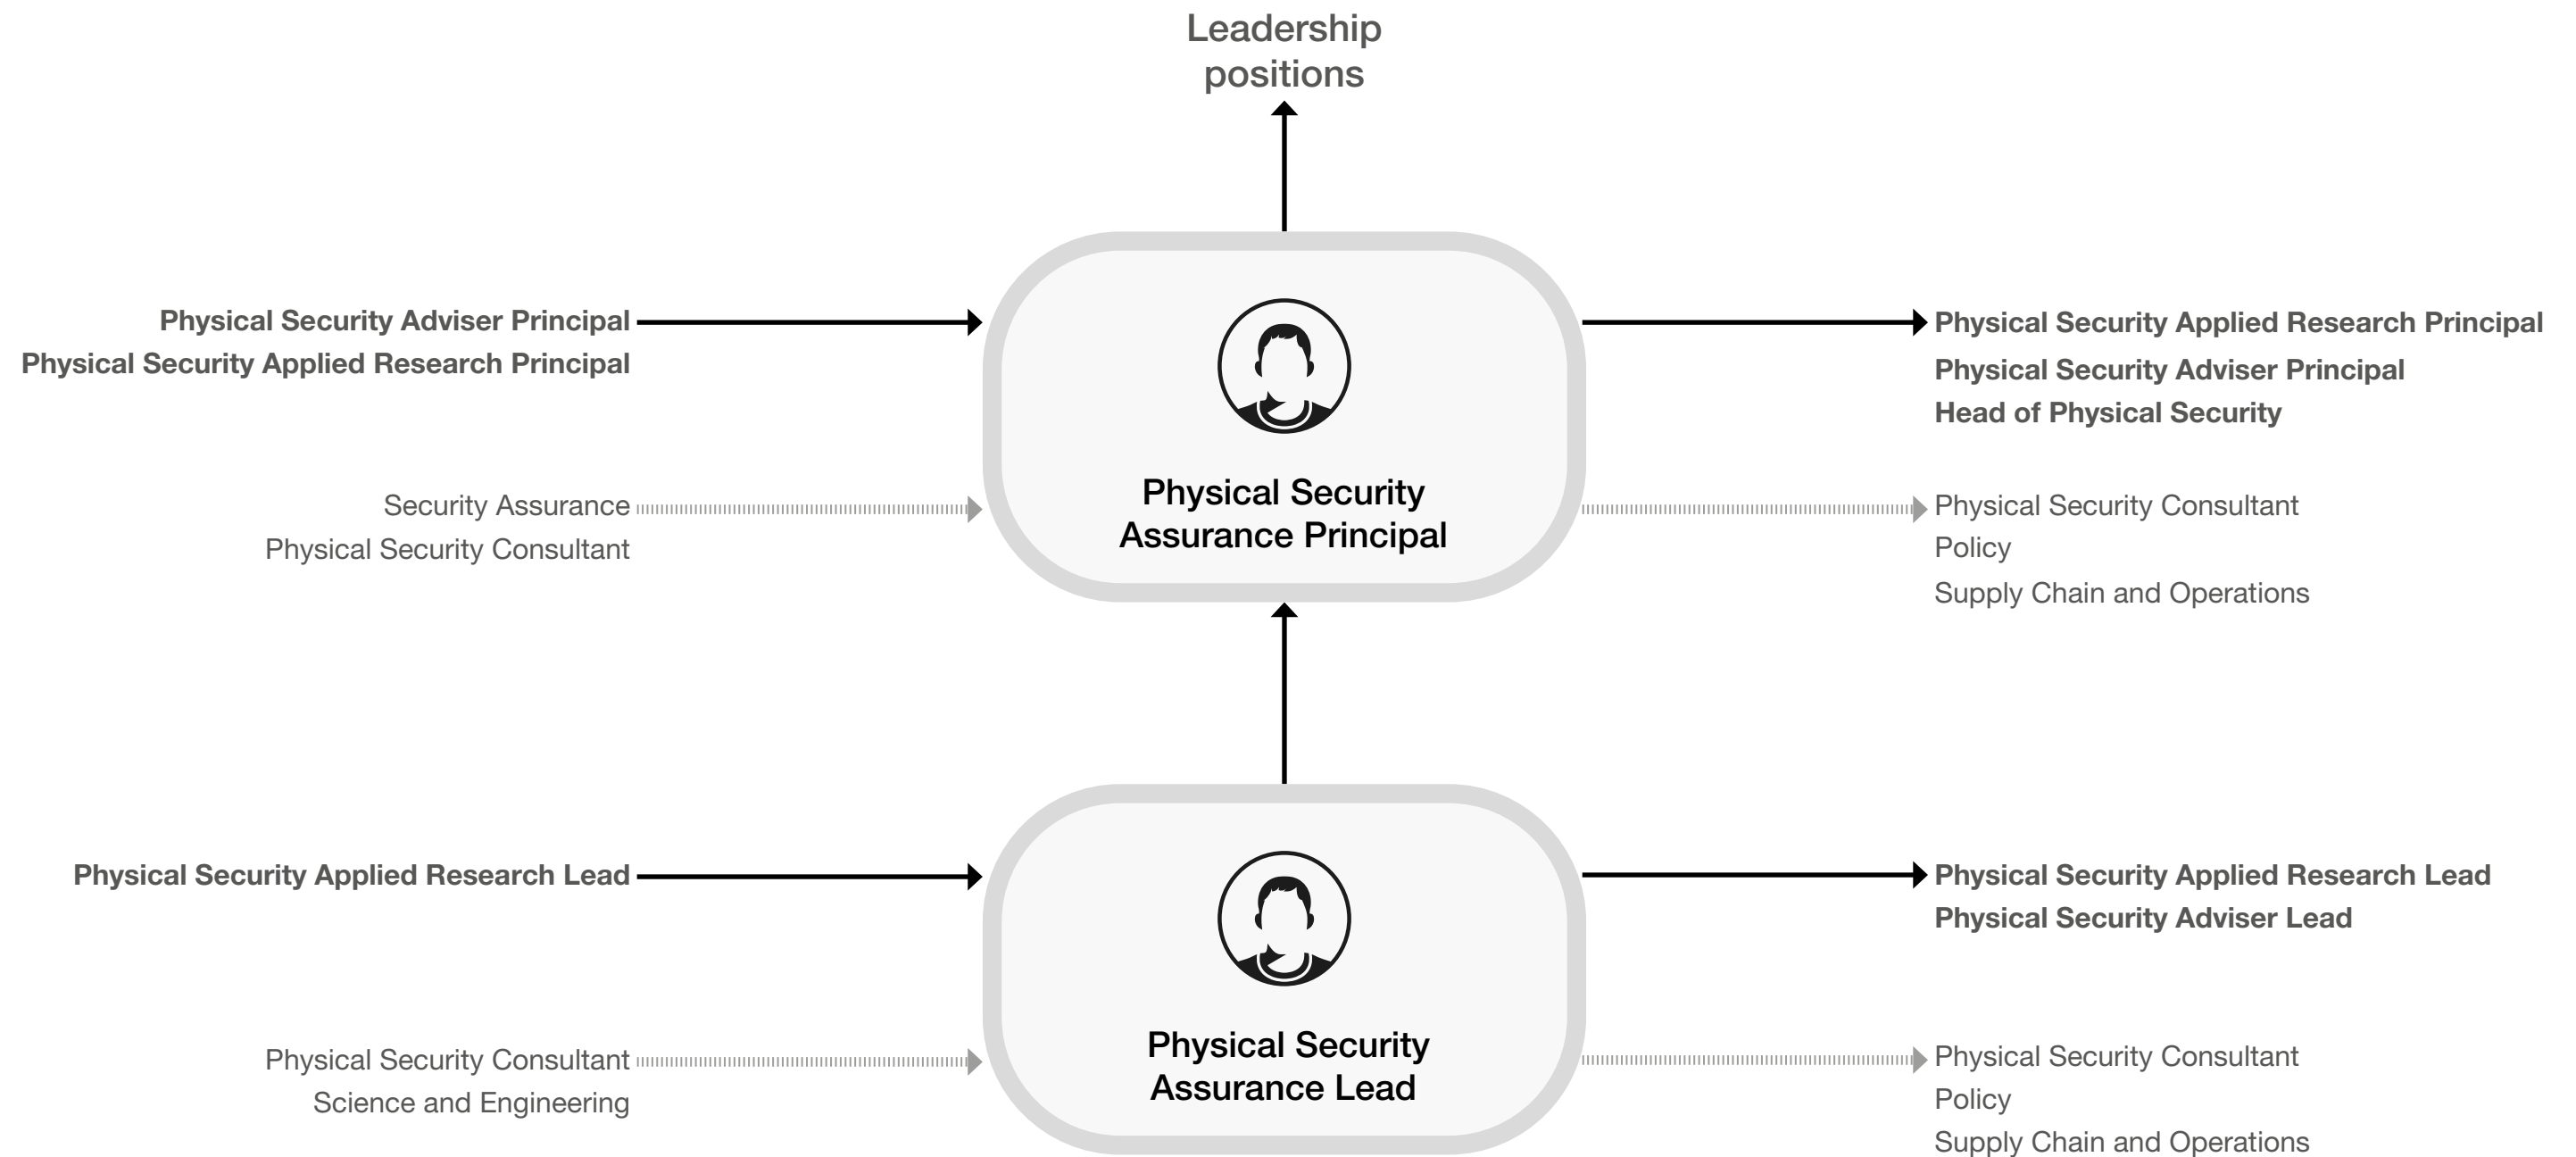 Leadership
positions
Physical Security Adviser Principal
Physical Security Applied Research Principal
Security Assurance
Physical Security Consultant
Physical Security
Assurance Principal
Physical Security Applied Research Principal
Physical Security Adviser Principal
Head of Physical Security
Physical Security Consultant
Policy
Supply Chain and Operations
Physical Security Applied Research Lead
Physical Security Consultant
Science and Engineering
Physical Security
Assurance Lead
Physical Security Applied Research Lead
Physical Security Adviser Lead
Physical Security Consultant
Policy
Supply Chain and Operations